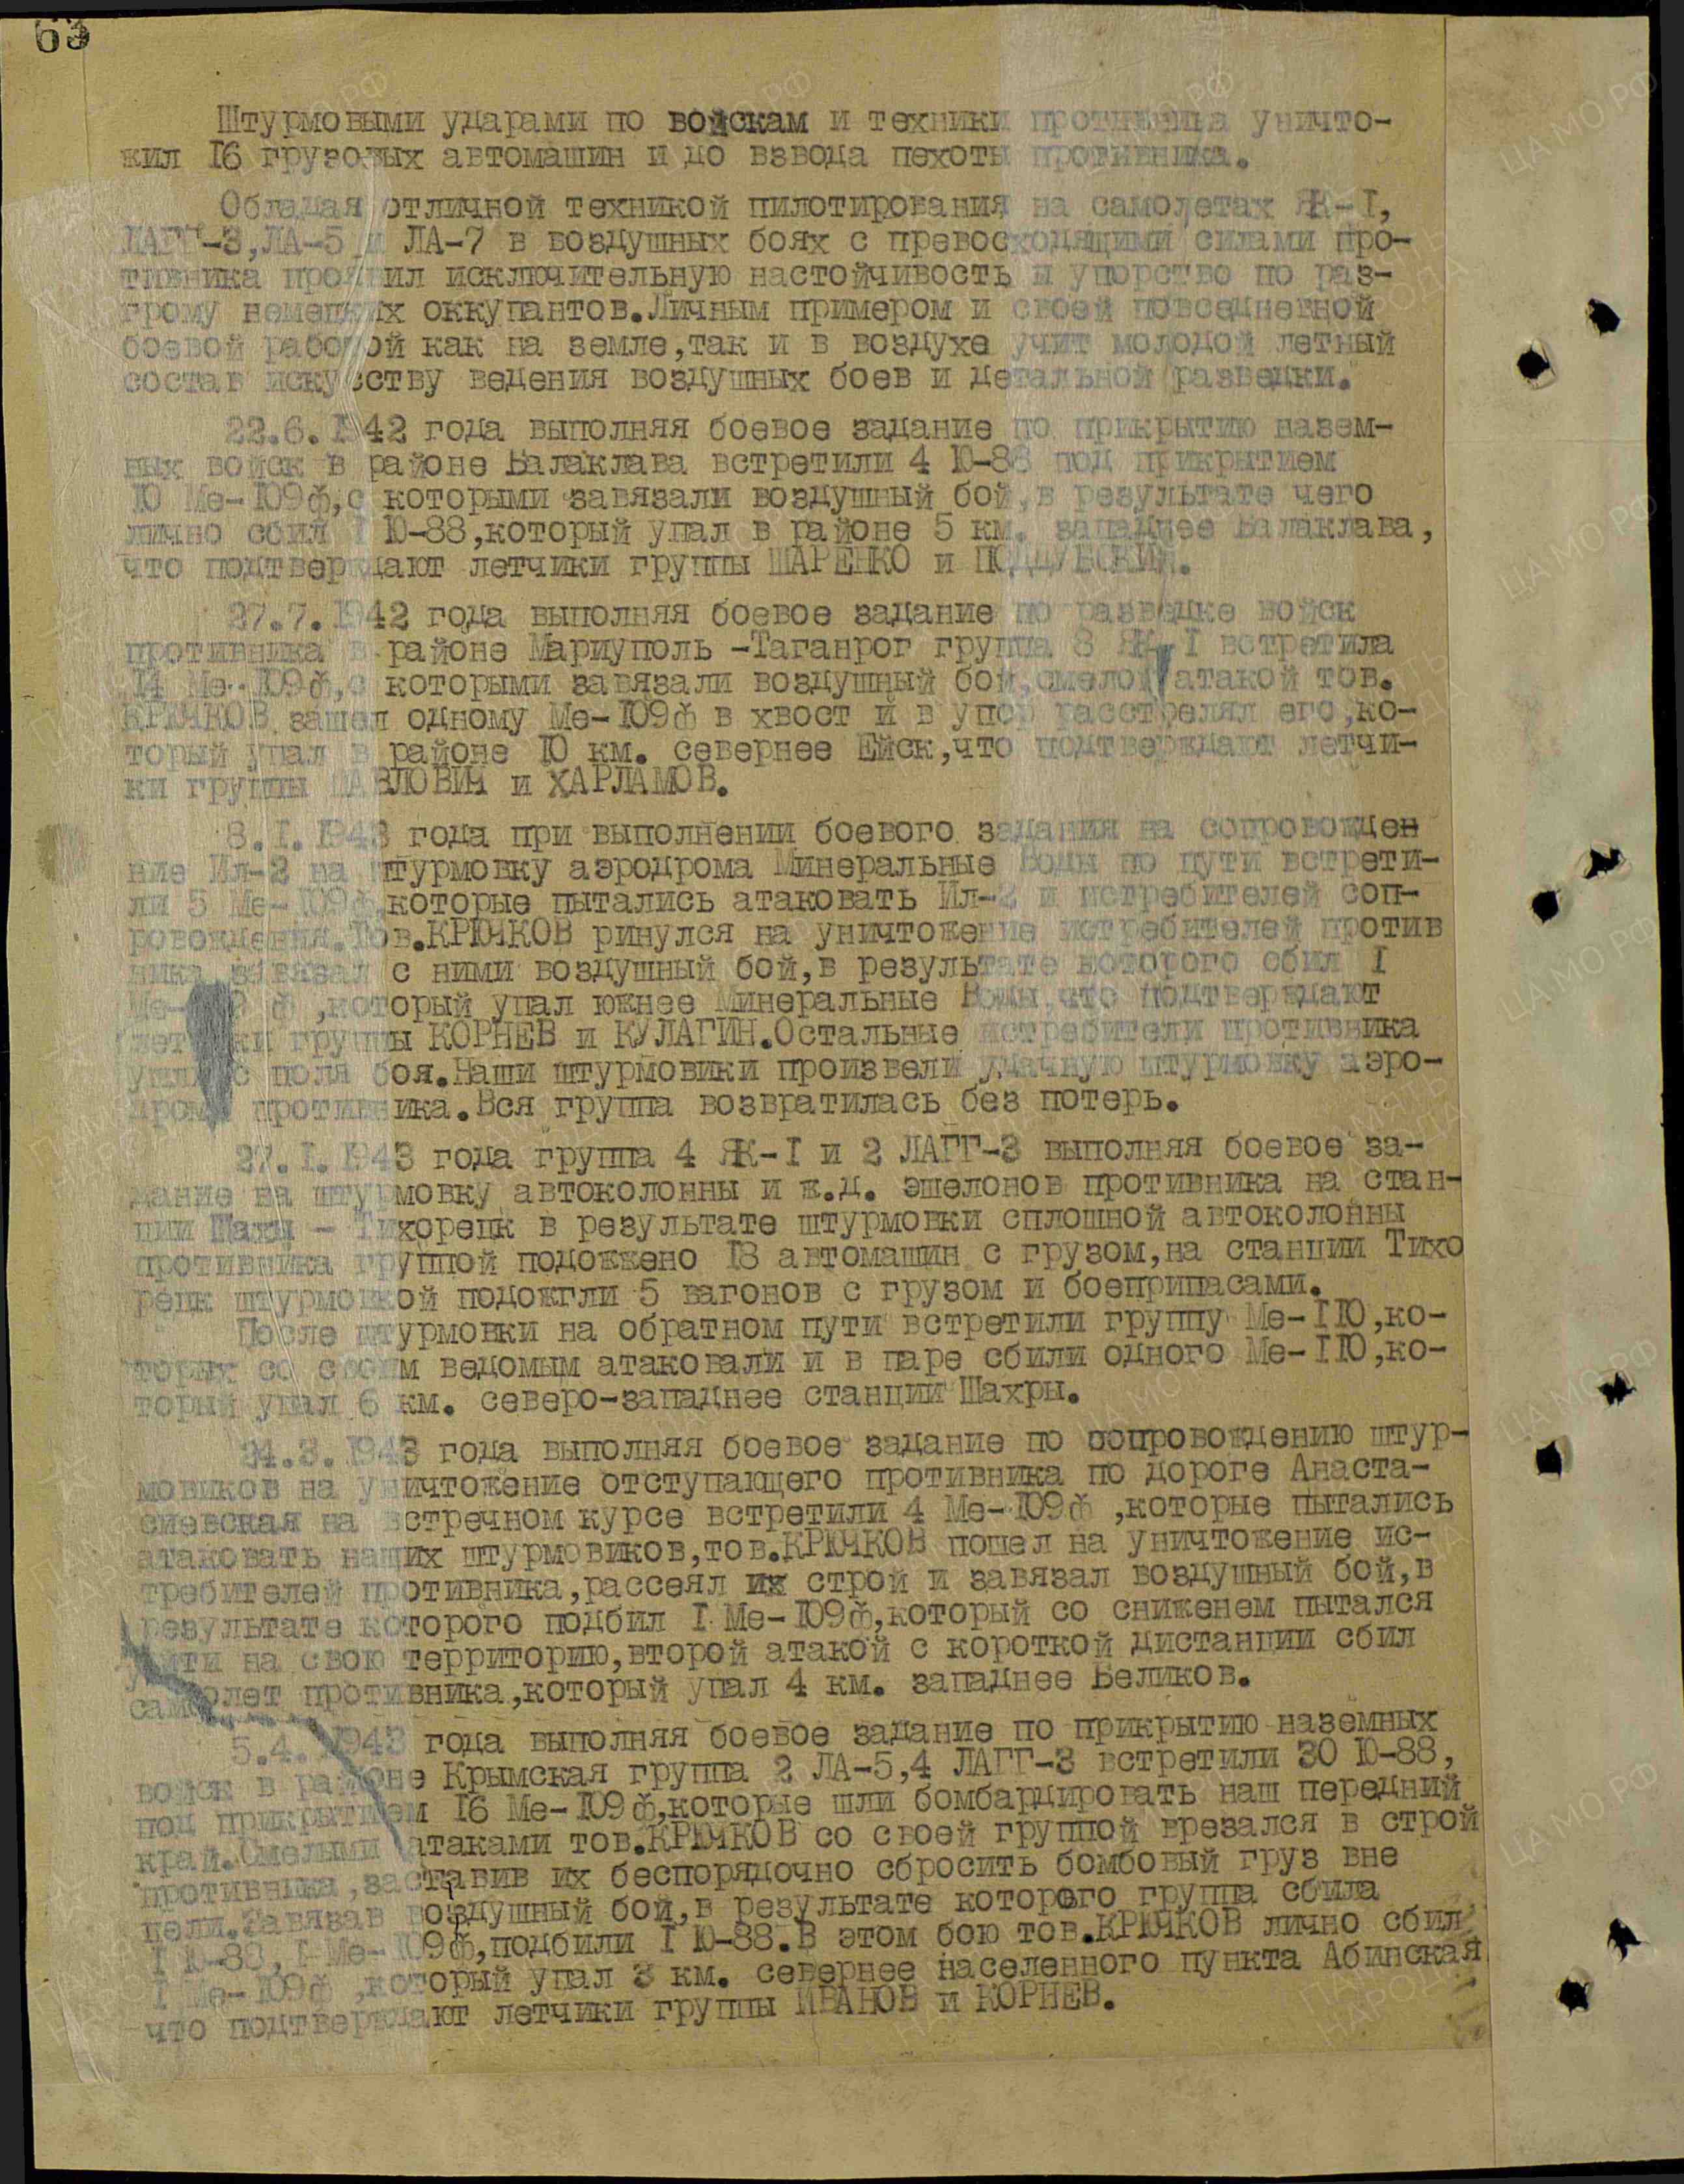 63
Штурмовыми ударами по войскам и техники противника уничто-
жил 16 грузовых автомашин и до взвода пехоты противника.
Обладая отличной техникой пилотирования на самолетах ЯК-I,
ЛАГГ-3,ЛА-5 и ЛА-7 в воздушных боях с превосходящими силами про-
тивника проявил исключительную настойчивость и упорство по раз-
грому немецких оккупантов.Личным примером и своей повседневной
боевой работой как на земле,так и в воздухе учит молодой летный
состав искусству ведения воздушных боев и детальной разведки.
22.6.1942 года выполняя боевое задание по прикрытию назем-
ных войск в районе Балаклава встретили 4 Ю-88 под прикрытием
10 Ме-109ф,с которыми завязали воздушный бой,в результате чего
лично сбил I Ю-88,который упал в районе 5 км. западнее Балаклава,
что подтверждают летчики группы ШАРЕНКО и ПОДДУБСКИЙ.
27.7.1942 года выполняя боевое задание по разведке войск
противника в районе Мариуполь -Таганрог группа 8 ЯК-I встретила
14 Ме-109ф,с которыми завязали воздушный бой,смелой атакой тов.
КРЮЧКОВ зашел одному Ме-109ф в хвост и в упор расстрелял его,ко-
торый упал в районе 10 км. севернее Ейск,что подтверждают летчи-
ки группы ПАВЛОВИЧ и ХАРЛАМОВ.
8.I.1943 года при выполнении боевого задания на сопровожден
ние Ил-2 на штурмовку аэродрома Минеральные Воды по пути встрети-
ли 5 Ме-109ф,которые пытались атаковать Ил-2 и истребителей соп-
ровождения.Тов.КРЮЧКОВ ринулся на уничтожение истребителей против
ника завязал с ними воздушный бой,в результате которого сбил I
Ме-109 ф ,который упал южнее Минеральные Воды,что подтверждают
летчики группы КОРНЕВ и КУЛАГИН.Остальные истребители противника
ушли с поля боя.Наши штурмовики произвели удачную штурмовку аэро-
дрома противника.Вся группа возвратилась без потерь.
27.I.1943 года группа 4 ЯК-I и 2 ЛАГГ-3 выполняя боевое за-
дание на штурмовку автоколонны и ж.д. эшелонов противника на стан-
ции Шахы – Тихорецк в результате штурмовки сплошной автоколонны
противника группой подожжено 18 автомашин с грузом,на станции Тихо
рецк штурмовкой подожгли 5 вагонов с грузом и боеприпасами.
После штурмовки на обратном пути встретили группу Ме-IIO,ко-
торых со своим ведомым атаковали и в паре сбили одного Ме-IIO,ко-
торый упал 6 км. северо-западнее станции Шахры.
24.3.1943 года выполняя боевое задание по сопровождению штур-
мовиков на уничтожение отступающего противника по дороге Анаста-
сиевская на встречном курсе встретили 4 Ме-109ф ,которые пытались
атаковать наших штурмовиков,тов.КРЮЧКОВ пошел на уничтожение ис-
требителей противника,рассеял их строй и завязал воздушный бой,в
результате которого подбил I Ме-109ф,который со снижением пытался
уйти на свою территорию,второй атакой с короткой дистанции сбил
самолет противника,который упал 4 км. западнее Великов.
5.4.1943 года выполняя боевое задание по прикрытию наземных
войск в районе Крымская группа 2 ЛА-5,4 ЛАГГ-3 встретили 30 Ю-88,
под прикрытием 16 Ме-109ф,которые шли бомбардировать наш передний
край.Смелыми атаками тов.КРЮЧКОВ со своей группой врезался в строй
противника,заставив их беспорядочно сбросить бомбовый груз вне
цели.Завязав воздушный бой,в результате которого группа сбила
I Ю-88, I Ме-109ф,подбили I Ю-88.В этом бою тов.КРЮЧКОВ лично сбил
I Ме-109ф ,который упал 3 км. севернее населенного пункта Абинская
что подтверждают летчики группы ИВАНОВ и КОРНЕВ.